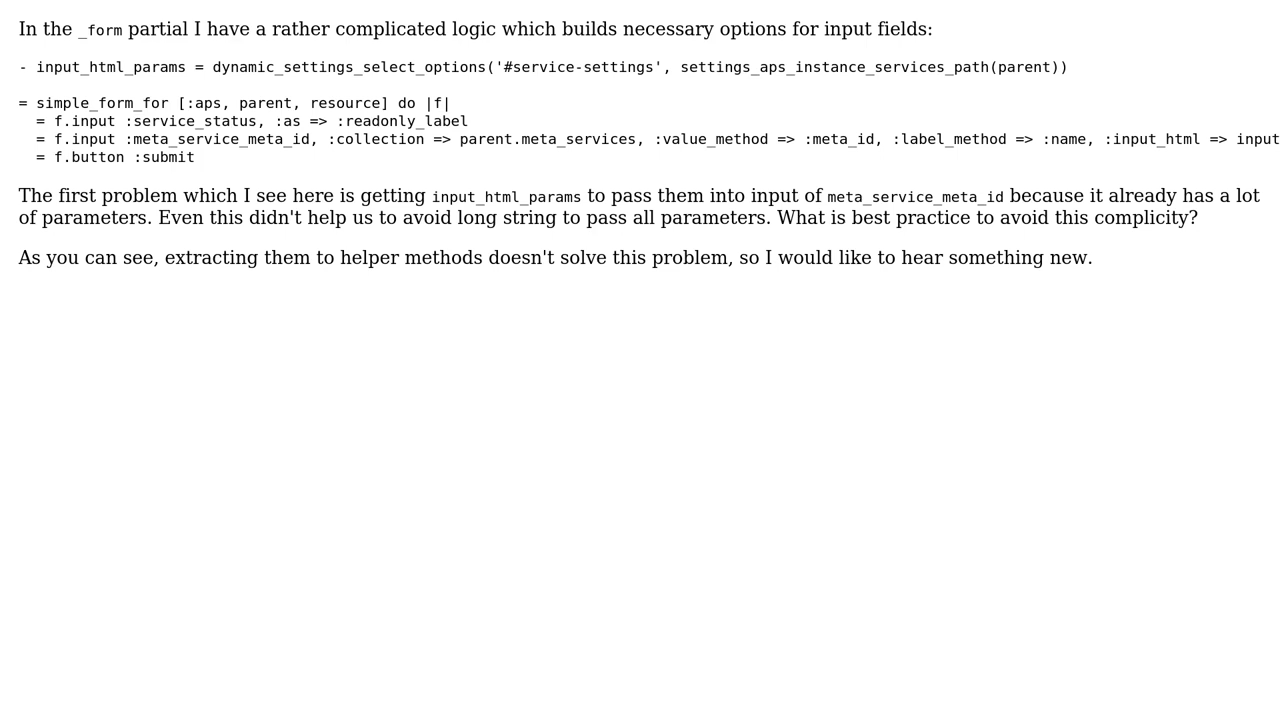 In the _form partial I have a rather complicated logic which builds necessary options for input fields:
- input_html_params = dynamic_settings_select_options('#service-settings', settings_aps_instance_services_path(parent))
= simple_form_for [:aps, parent, resource] do |f|
  = f.input :service_status, :as => :readonly_label
  = f.input :meta_service_meta_id, :collection => parent.meta_services, :value_method => :meta_id, :label_method => :name, :input_html => input
  = f.button :submit
The first problem which I see here is getting input_html_params to pass them into input of meta_service_meta_id because it already has a lot
of parameters. Even this didn't help us to avoid long string to pass all parameters. What is best practice to avoid this complicity?
As you can see, extracting them to helper methods doesn't solve this problem, so I would like to hear something new.